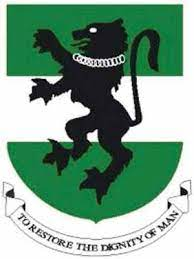 TO RESTORE THE DIGNITY OF MAN